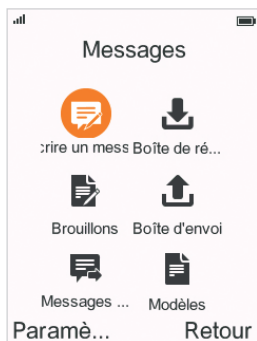 Messages
crire un mess Boîte de ré...
Brouillons Boîte d'envoi
Messages ... Modèles
Paramè... Retour